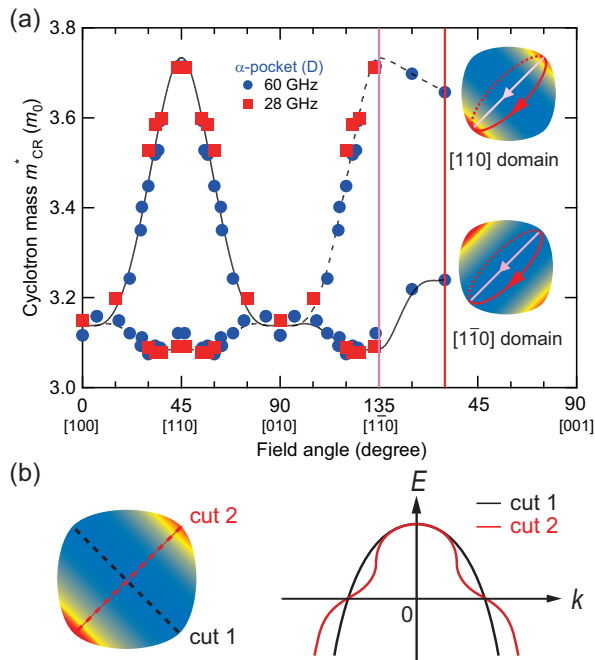 (a)
3.8
3.6
3.4
3.2
3.0
Cyclotron mass m*CR (m0)
α-pocket (D)
60 GHz
28 GHz
[110] domain
[11̄0] domain
0 45 90 135 45 90
[100] [110] [010] [11̄0] [001]
Field angle (degree)
(b)
cut 2
cut 1
E
cut 1
cut 2
0
k